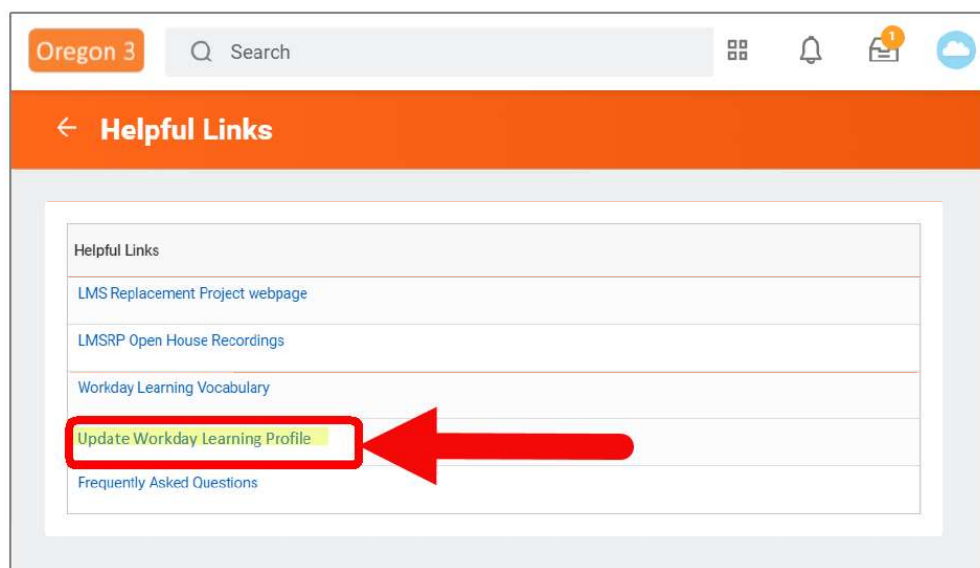 Oregon 3
Search
1
Helpful Links
Helpful Links
LMS Replacement Project webpage
LMSRP Open House Recordings
Workday Learning Vocabulary
Update Workday Learning Profile
Frequently Asked Questions